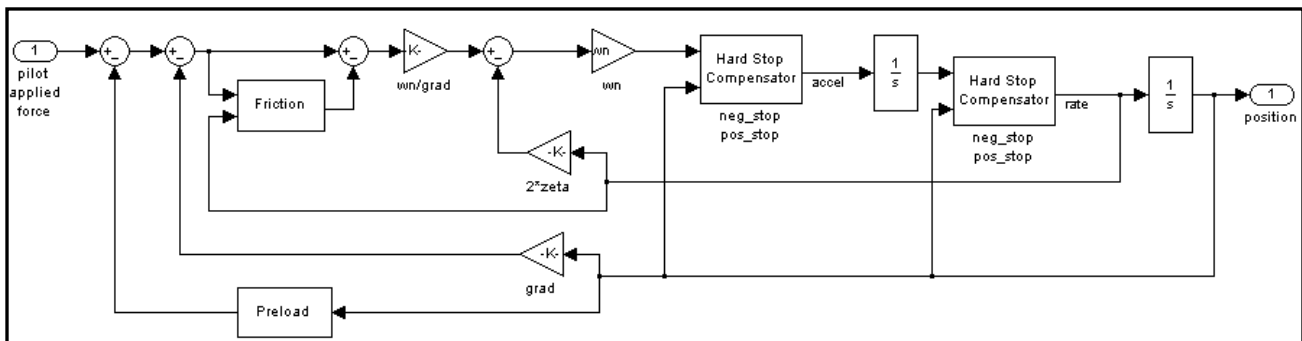 1
pilot
applied
force
+
-
+
-
Friction
+
-
K-
wn/grad
+
-
-K-
2*zeta
wn
wn
Hard Stop
Compensator
neg_stop
pos_stop
accel
1
s
Hard Stop
Compensator
neg_stop
pos_stop
rate
1
s
1
position
-K-
grad
Preload